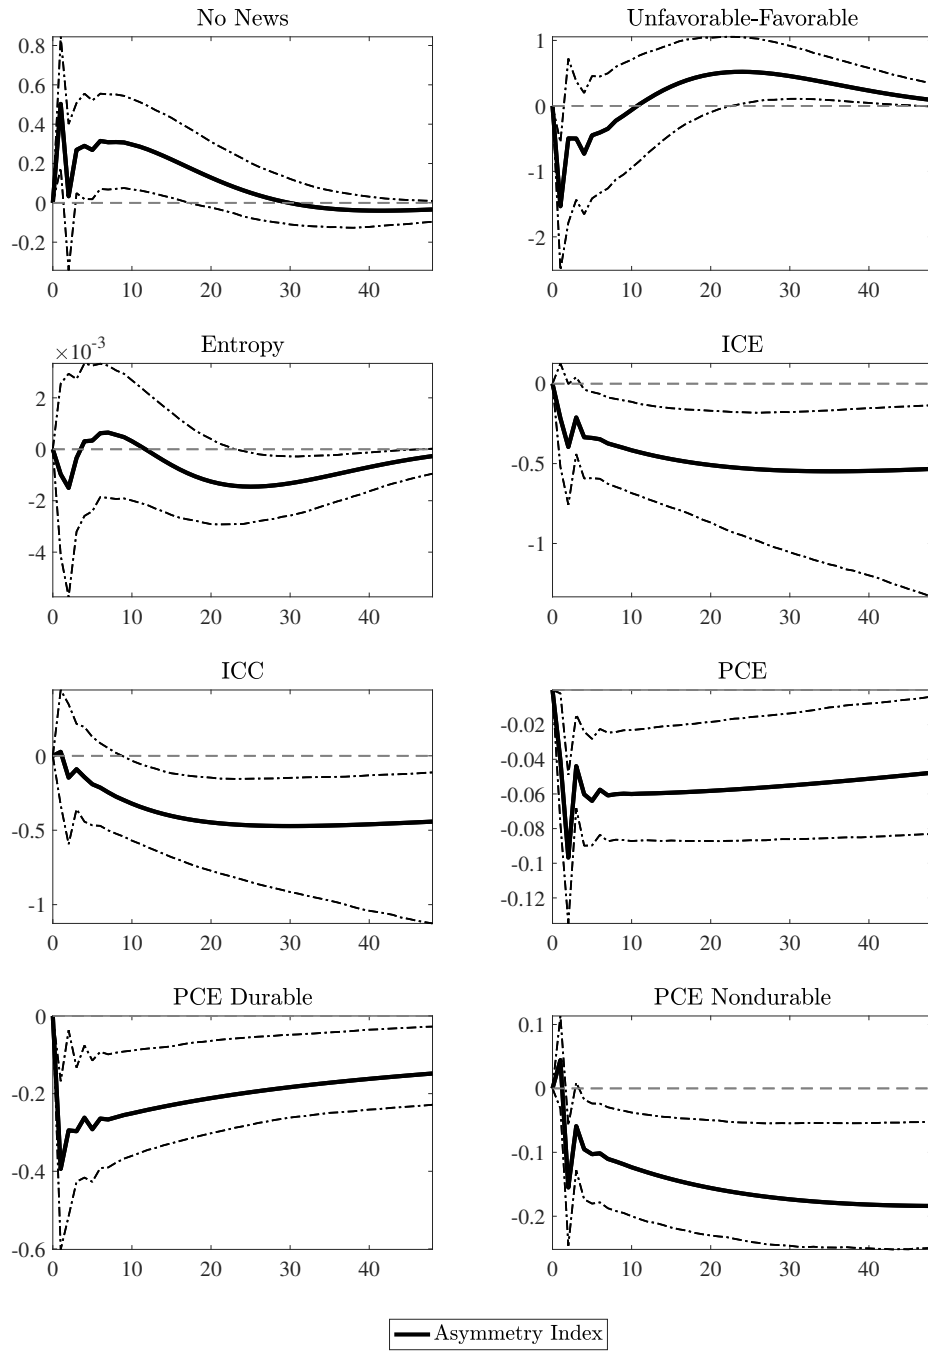 No News
0.8
0.6
0.4
0.2
0
-0.2
0 10 20 30 40
Unfavorable-Favorable
1
0
-1
-2
0 10 20 30 40
Entropy
×10-3
2
0
-2
-4
0 10 20 30 40
ICE
0
-0.5
-1
0 10 20 30 40
ICC
0
-0.5
-1
0 10 20 30 40
PCE
-0.02
-0.04
-0.06
-0.08
-0.1
-0.12
0 10 20 30 40
PCE Durable
0
-0.2
-0.4
-0.6
0 10 20 30 40
PCE Nondurable
0.1
0
-0.1
-0.2
0 10 20 30 40
Asymmetry Index